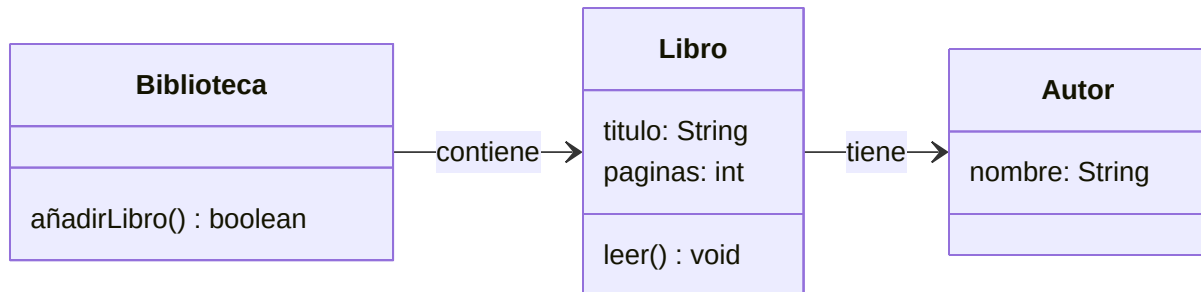 Biblioteca
añadirLibro() : boolean
contiene
Libro
titulo: String
paginas: int
leer() : void
tiene
Autor
nombre: String